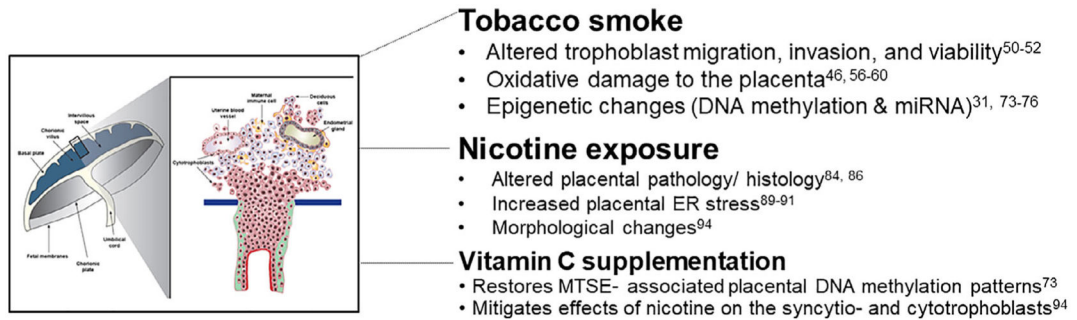 Tobacco smoke
• Altered trophoblast migration, invasion, and viability50-52
• Oxidative damage to the placenta46, 56-60
• Epigenetic changes (DNA methylation & miRNA)31, 73-76
Nicotine exposure
• Altered placental pathology/ histology84, 86
• Increased placental ER stress89-91
• Morphological changes94
Vitamin C supplementation
• Restores MTSE- associated placental DNA methylation patterns73
• Mitigates effects of nicotine on the syncytio- and cytotrophoblasts94
Intervillous
space
Chorionic
villus
Basal plate
Fetal membranes
Chorionic
plate
Umbilical
cord
Uterine blood
vessel
Maternal
immune cell
Deciduous
cells
Endometrial
gland
Cytotrophoblasts